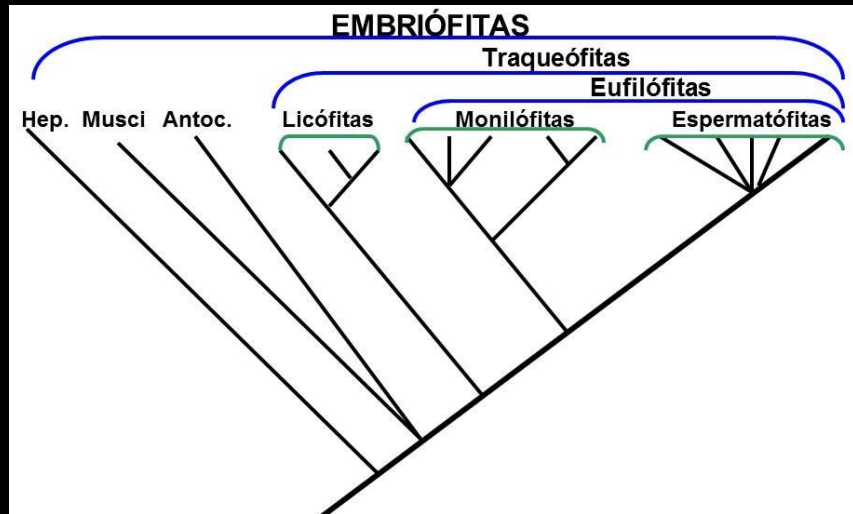 EMBRIÓFITAS
Traqueófitas
Eufilófitas
Hep. Musci Antoc. Licófitas Monilófitas Espermatófitas